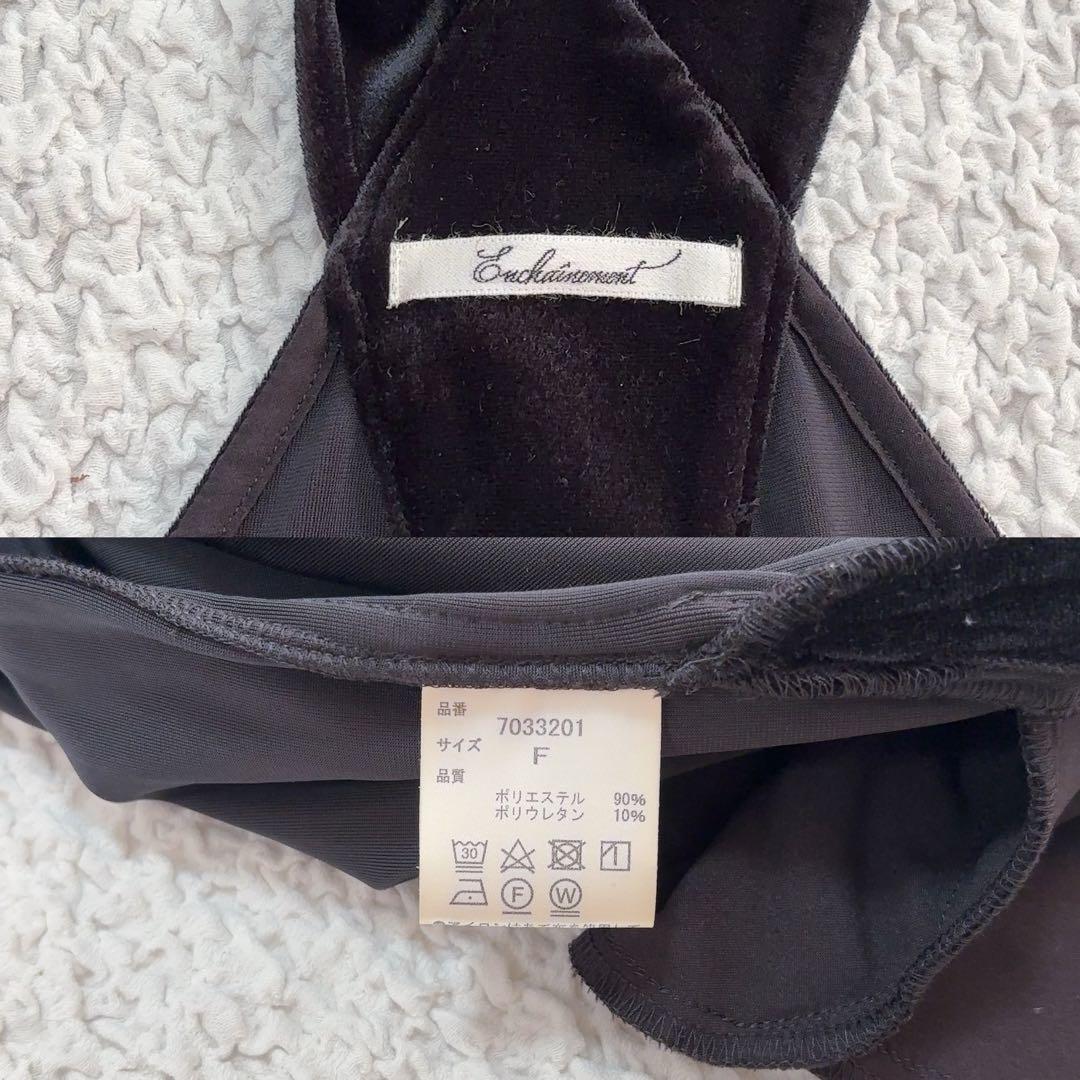 Enchaînement
品番 7033201
サイズ F
品質
ポリエステル 90%
ポリウレタン 10%
30
F W